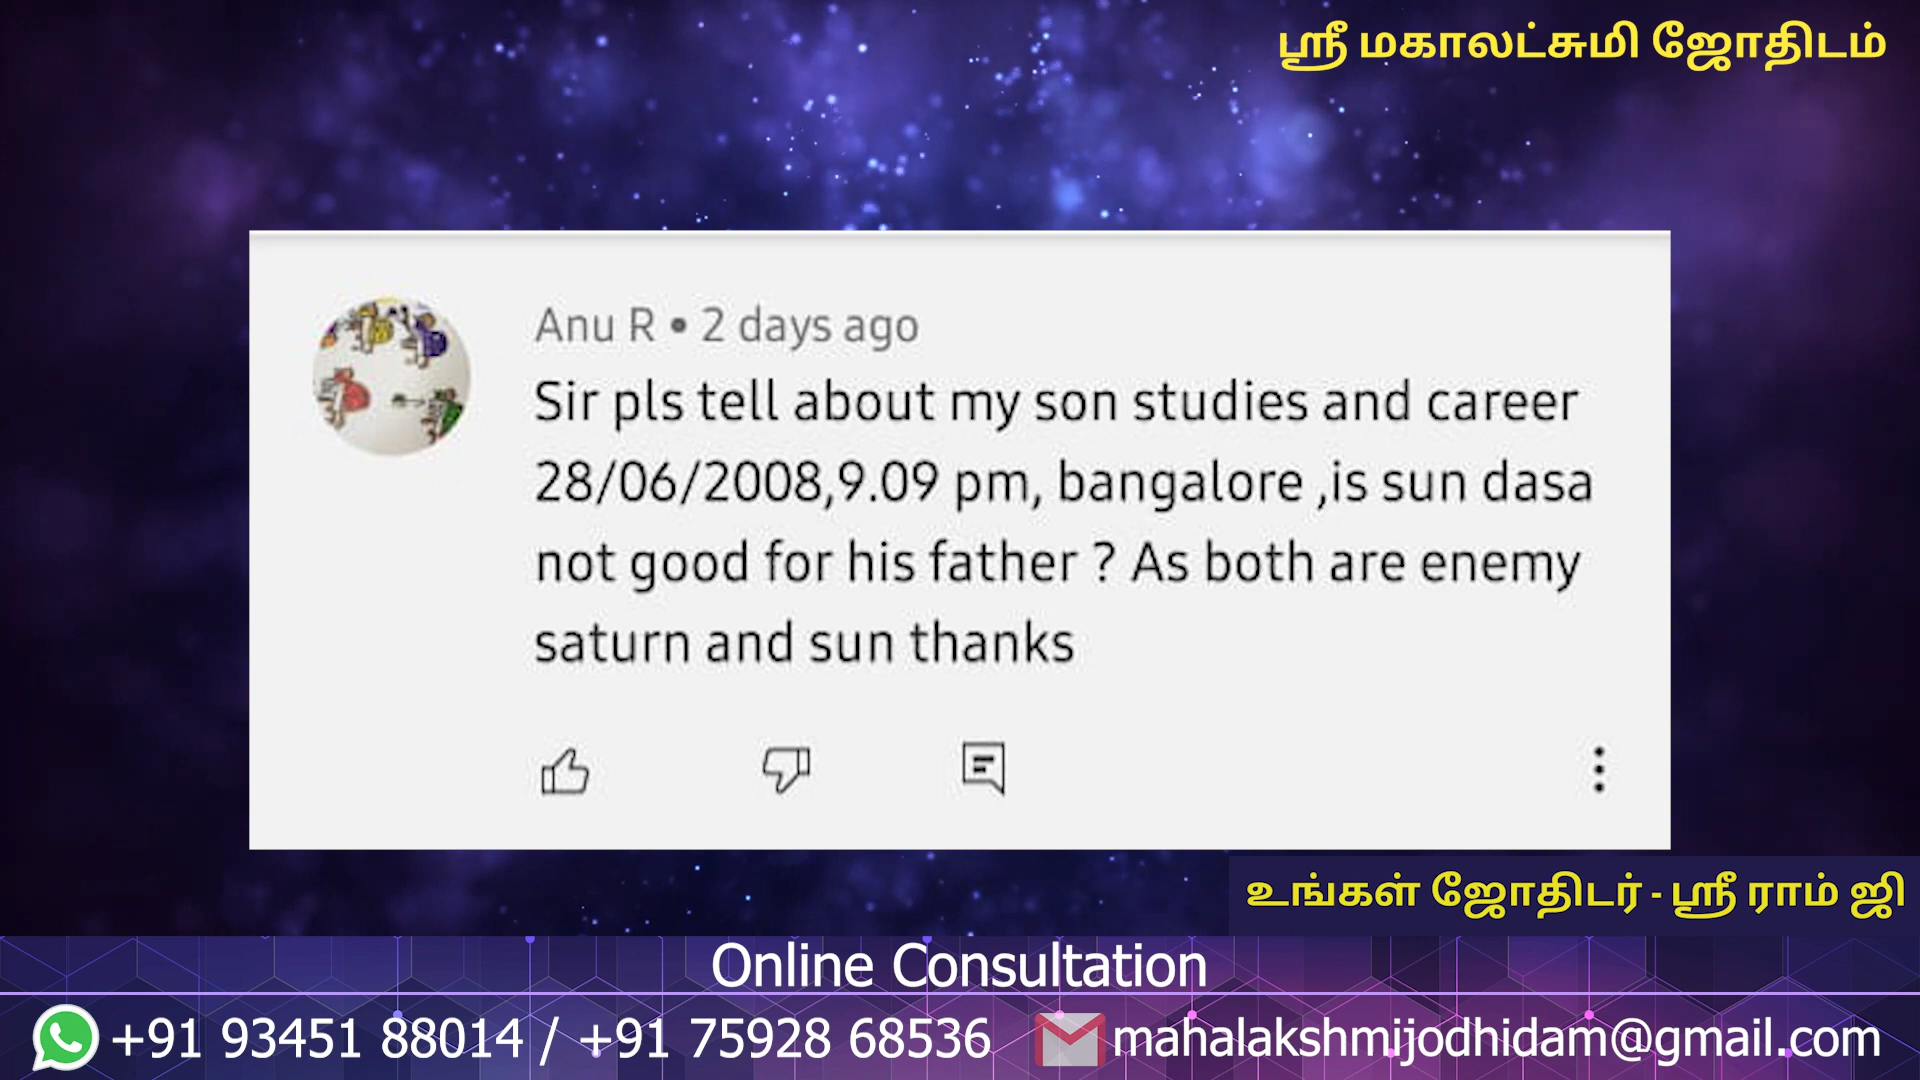 ஸ்ரீ மகாலட்சுமி ஜோதிடம்
Anu R • 2 days ago
Sir pls tell about my son studies and career
28/06/2008,9.09 pm, bangalore ,is sun dasa
not good for his father ? As both are enemy
saturn and sun thanks
உங்கள் ஜோதிடர் - ஸ்ரீ ராம் ஜி
Online Consultation
+91 93451 88014 / +91 75928 68536 mahalakshmijodhidam@gmail.com